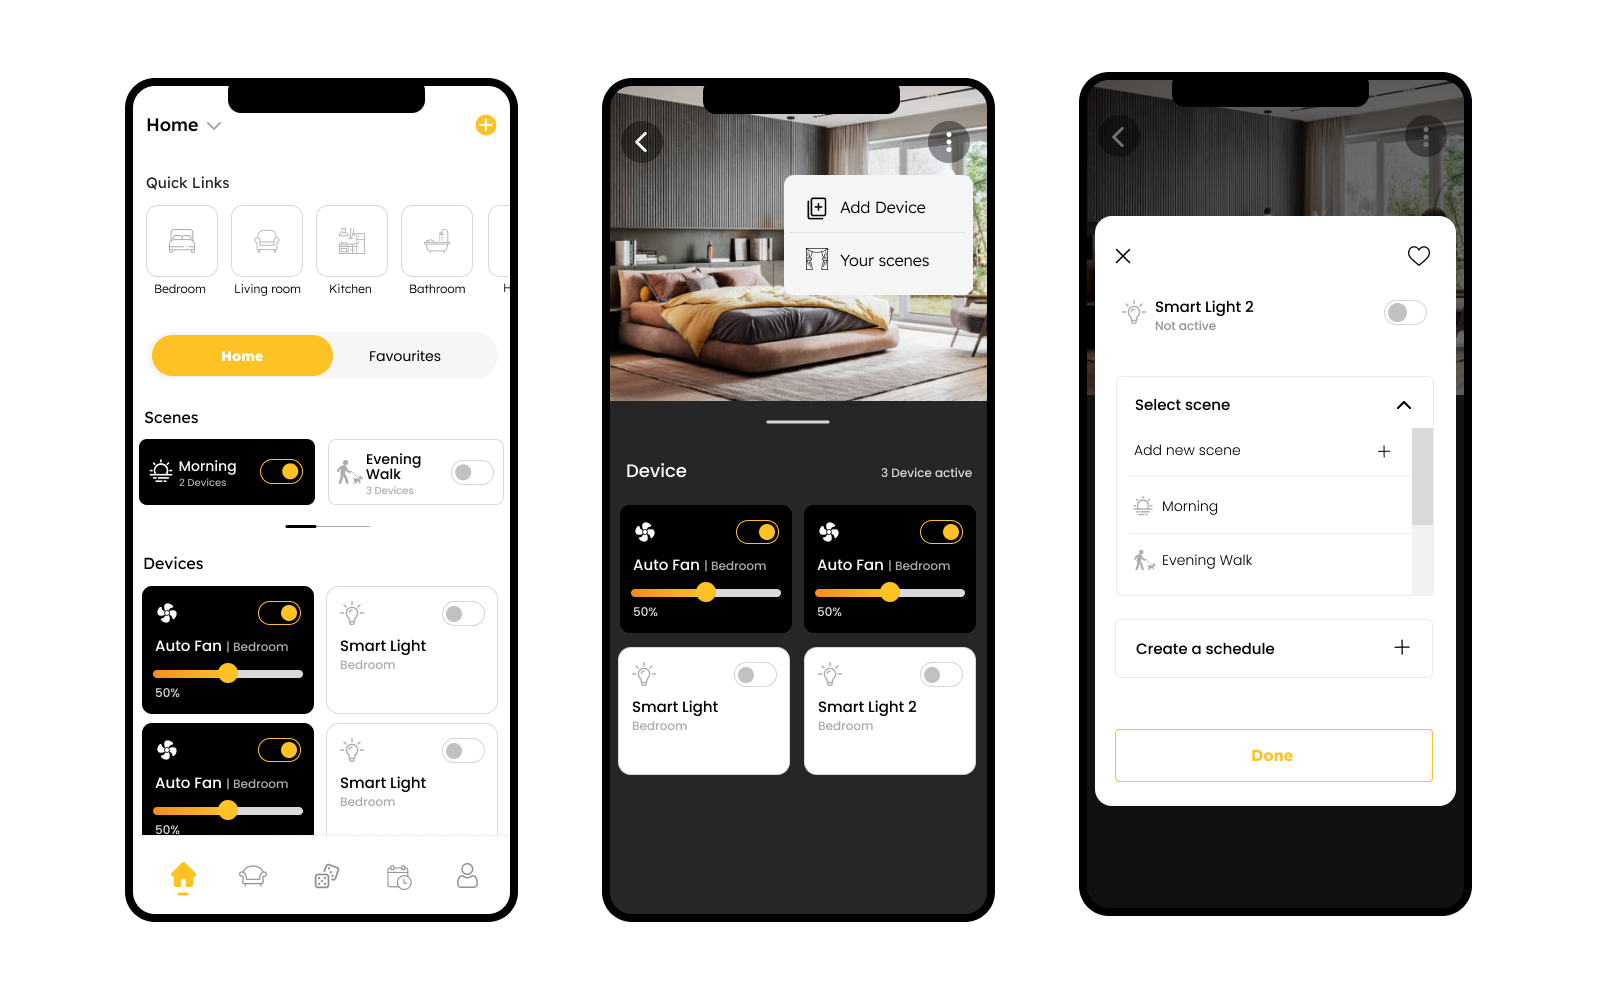 Home
Quick Links
Bedroom
Living room
Kitchen
Bathroom
H
Home
Favourites
Scenes
Morning
2 Devices
Evening
Walk
3 Devices
Devices
Auto Fan | Bedroom
50%
Smart Light
Bedroom
Auto Fan | Bedroom
50%
Smart Light
Bedroom
Add Device
Your scenes
Device
3 Device active
Auto Fan | Bedroom
50%
Auto Fan | Bedroom
50%
Smart Light
Bedroom
Smart Light 2
Bedroom
Smart Light 2
Not active
Select scene
Add new scene
Morning
Evening Walk
Create a schedule
Done